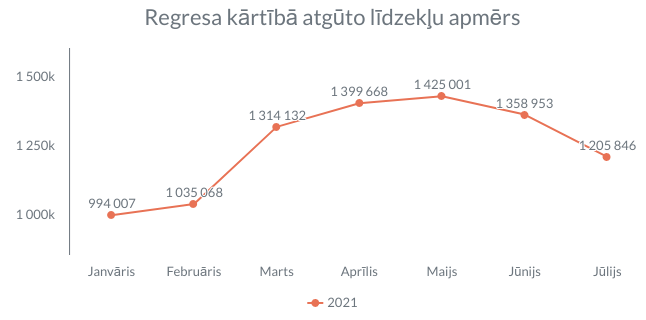 Regresa kārtībā atgūto līdzekļu apmērs
1 500k
1 250k
1 000k
994 007
1 035 068
1 314 132
1 399 668
1 425 001
1 358 953
1 205 846
Janvāris Februāris Marts Aprīlis Maijs Jūnijs Jūlijs
2021